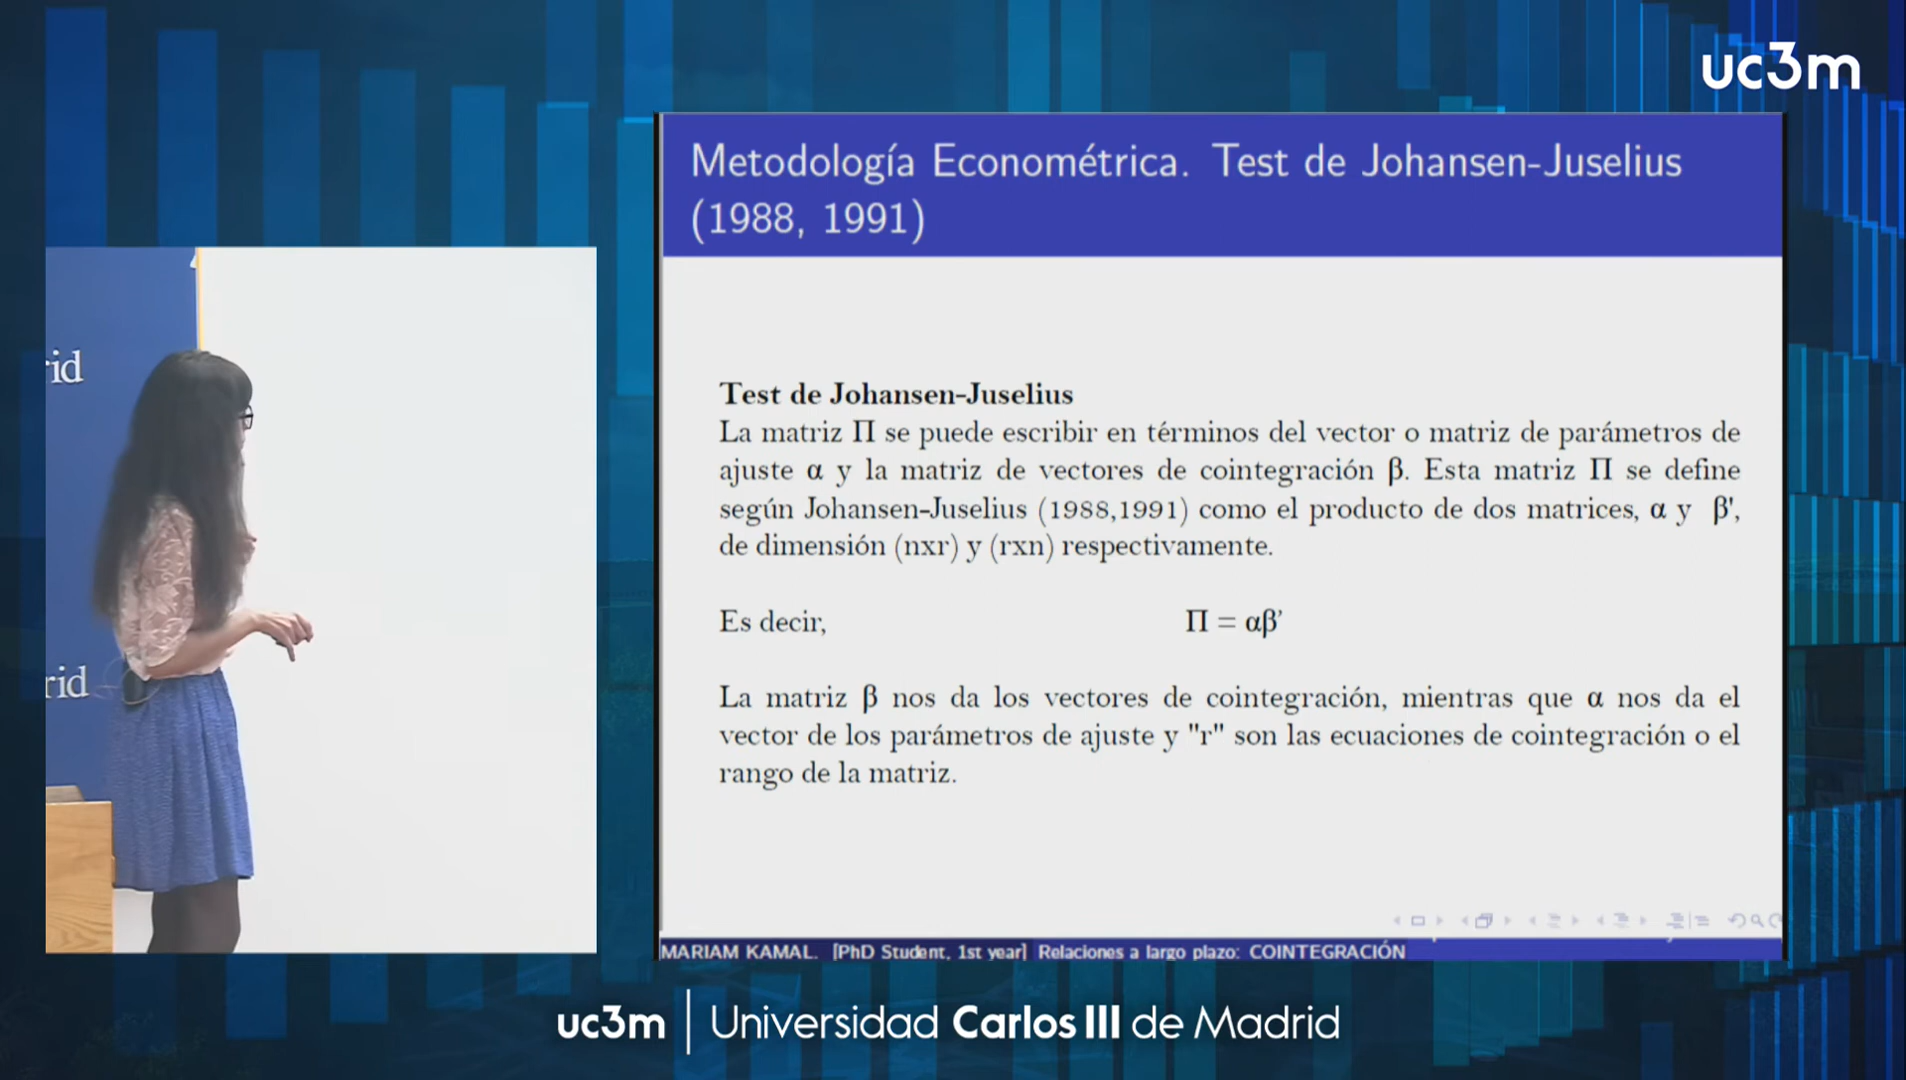 uc3m
Metodología Econométrica. Test de Johansen-Juselius
(1988, 1991)
id
rid
Test de Johansen-Juselius
La matriz Π se puede escribir en términos del vector o matriz de parámetros de
ajuste α y la matriz de vectores de cointegración β. Esta matriz Π se define
según Johansen-Juselius (1988,1991) como el producto de dos matrices, α y β',
de dimensión (nxr) y (rxn) respectivamente.
Es decir, Π = αβ’
La matriz β nos da los vectores de cointegración, mientras que α nos da el
vector de los parámetros de ajuste y "r" son las ecuaciones de cointegración o el
rango de la matriz.
MARIAM KAMAL. [PhD Student, 1st year] Relaciones a largo plazo: COINTEGRACIÓN
uc3m | Universidad Carlos III de Madrid